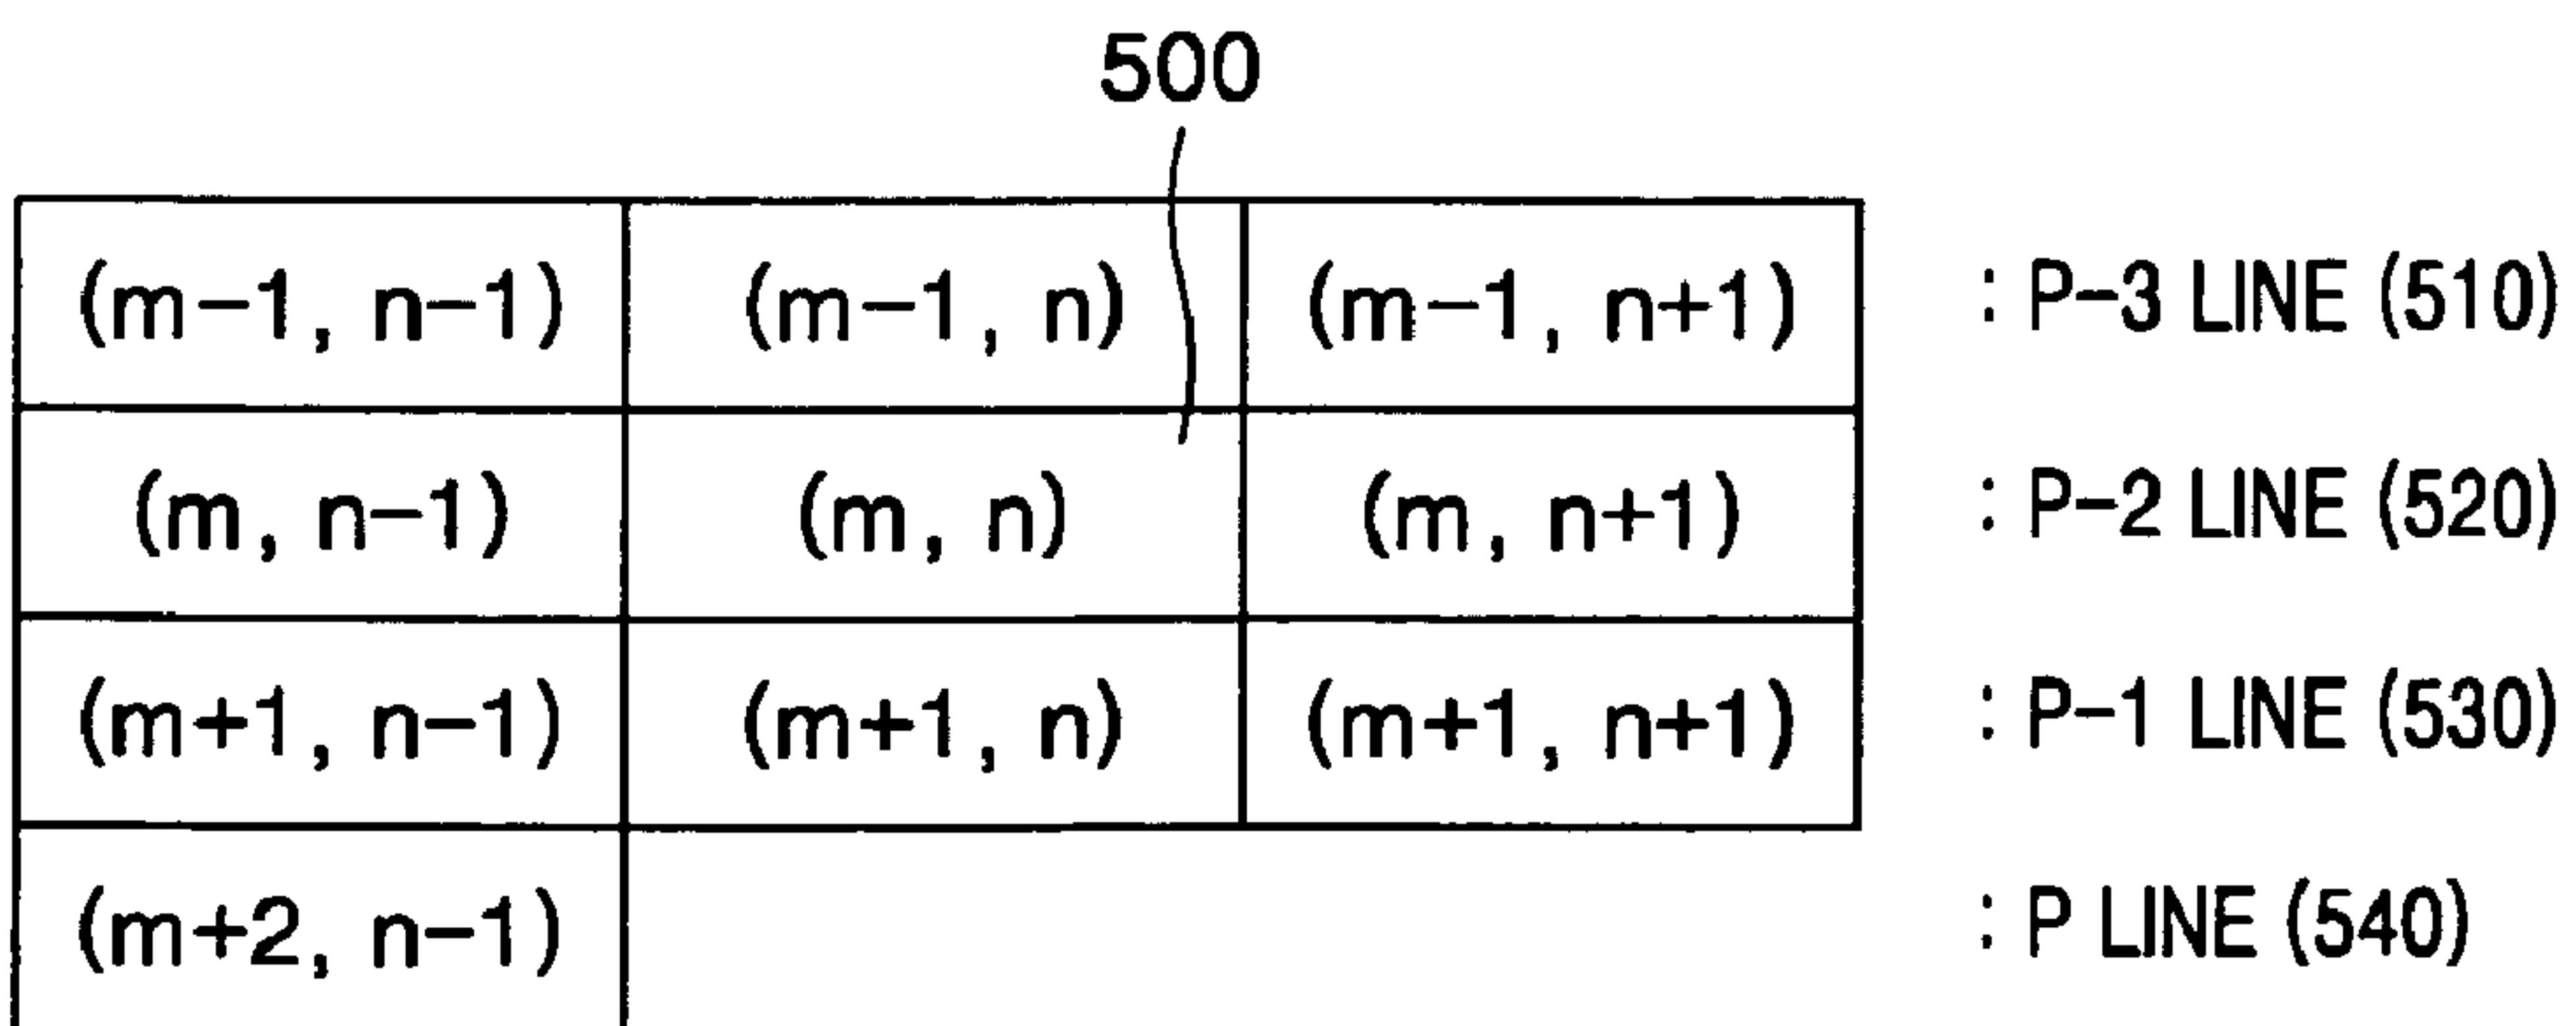 500
(m-1, n-1) (m-1, n) (m-1, n+1) : P-3 LINE (510)
(m, n-1) (m, n) (m, n+1) : P-2 LINE (520)
(m+1, n-1) (m+1, n) (m+1, n+1) : P-1 LINE (530)
(m+2, n-1) : P LINE (540)